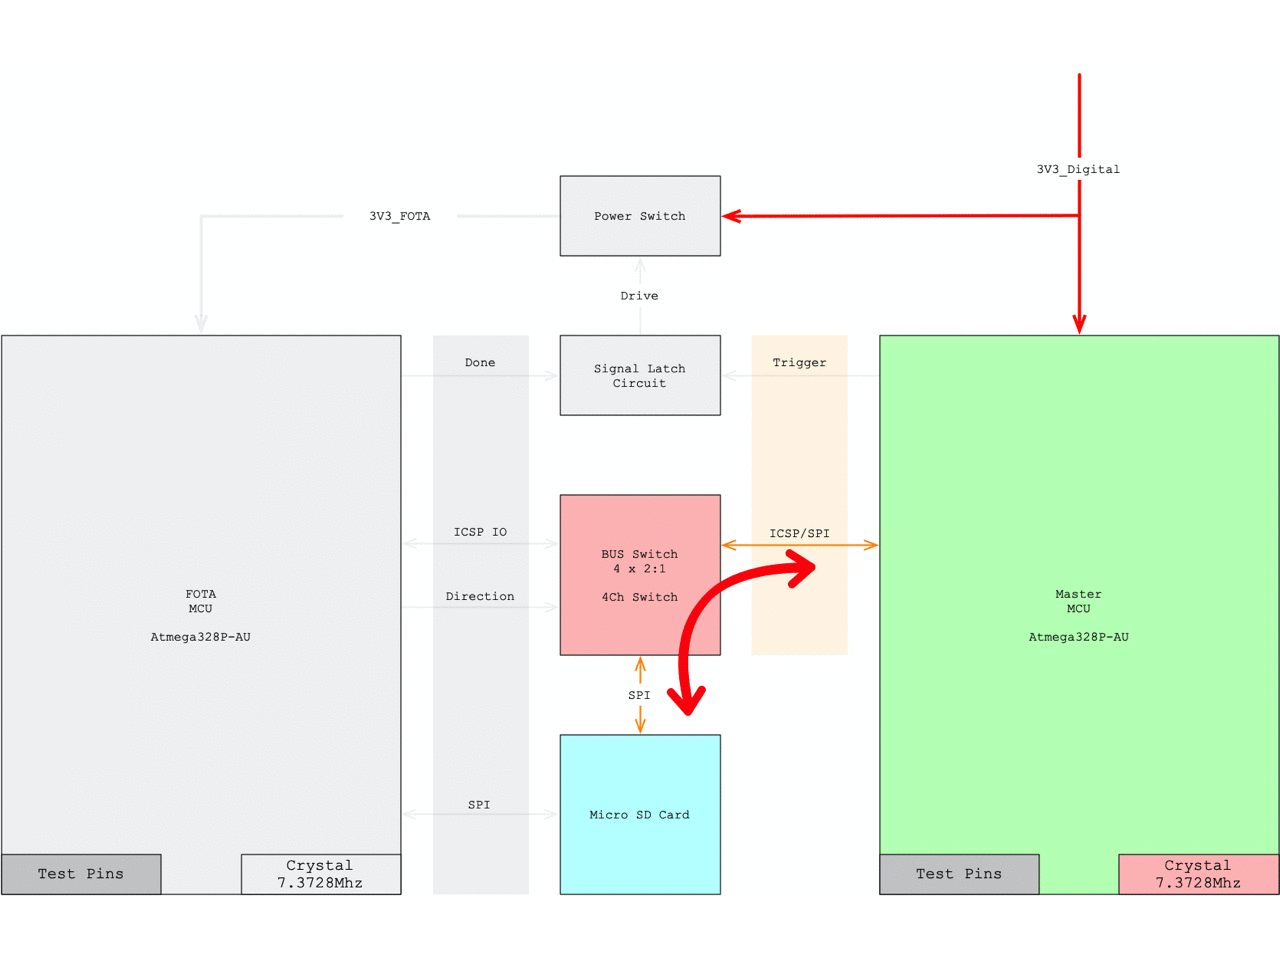 3V3_Digital
3V3_FOTA
Power Switch
Drive
Done
Signal Latch
Circuit
Trigger
ICSP IO
ICSP/SPI
BUS Switch
4 x 2:1
4Ch Switch
Direction
FOTA
MCU
Atmega328P-AU
Master
MCU
Atmega328P-AU
SPI
SPI
Micro SD Card
Test Pins
Crystal
7.3728Mhz
Test Pins
Crystal
7.3728Mhz